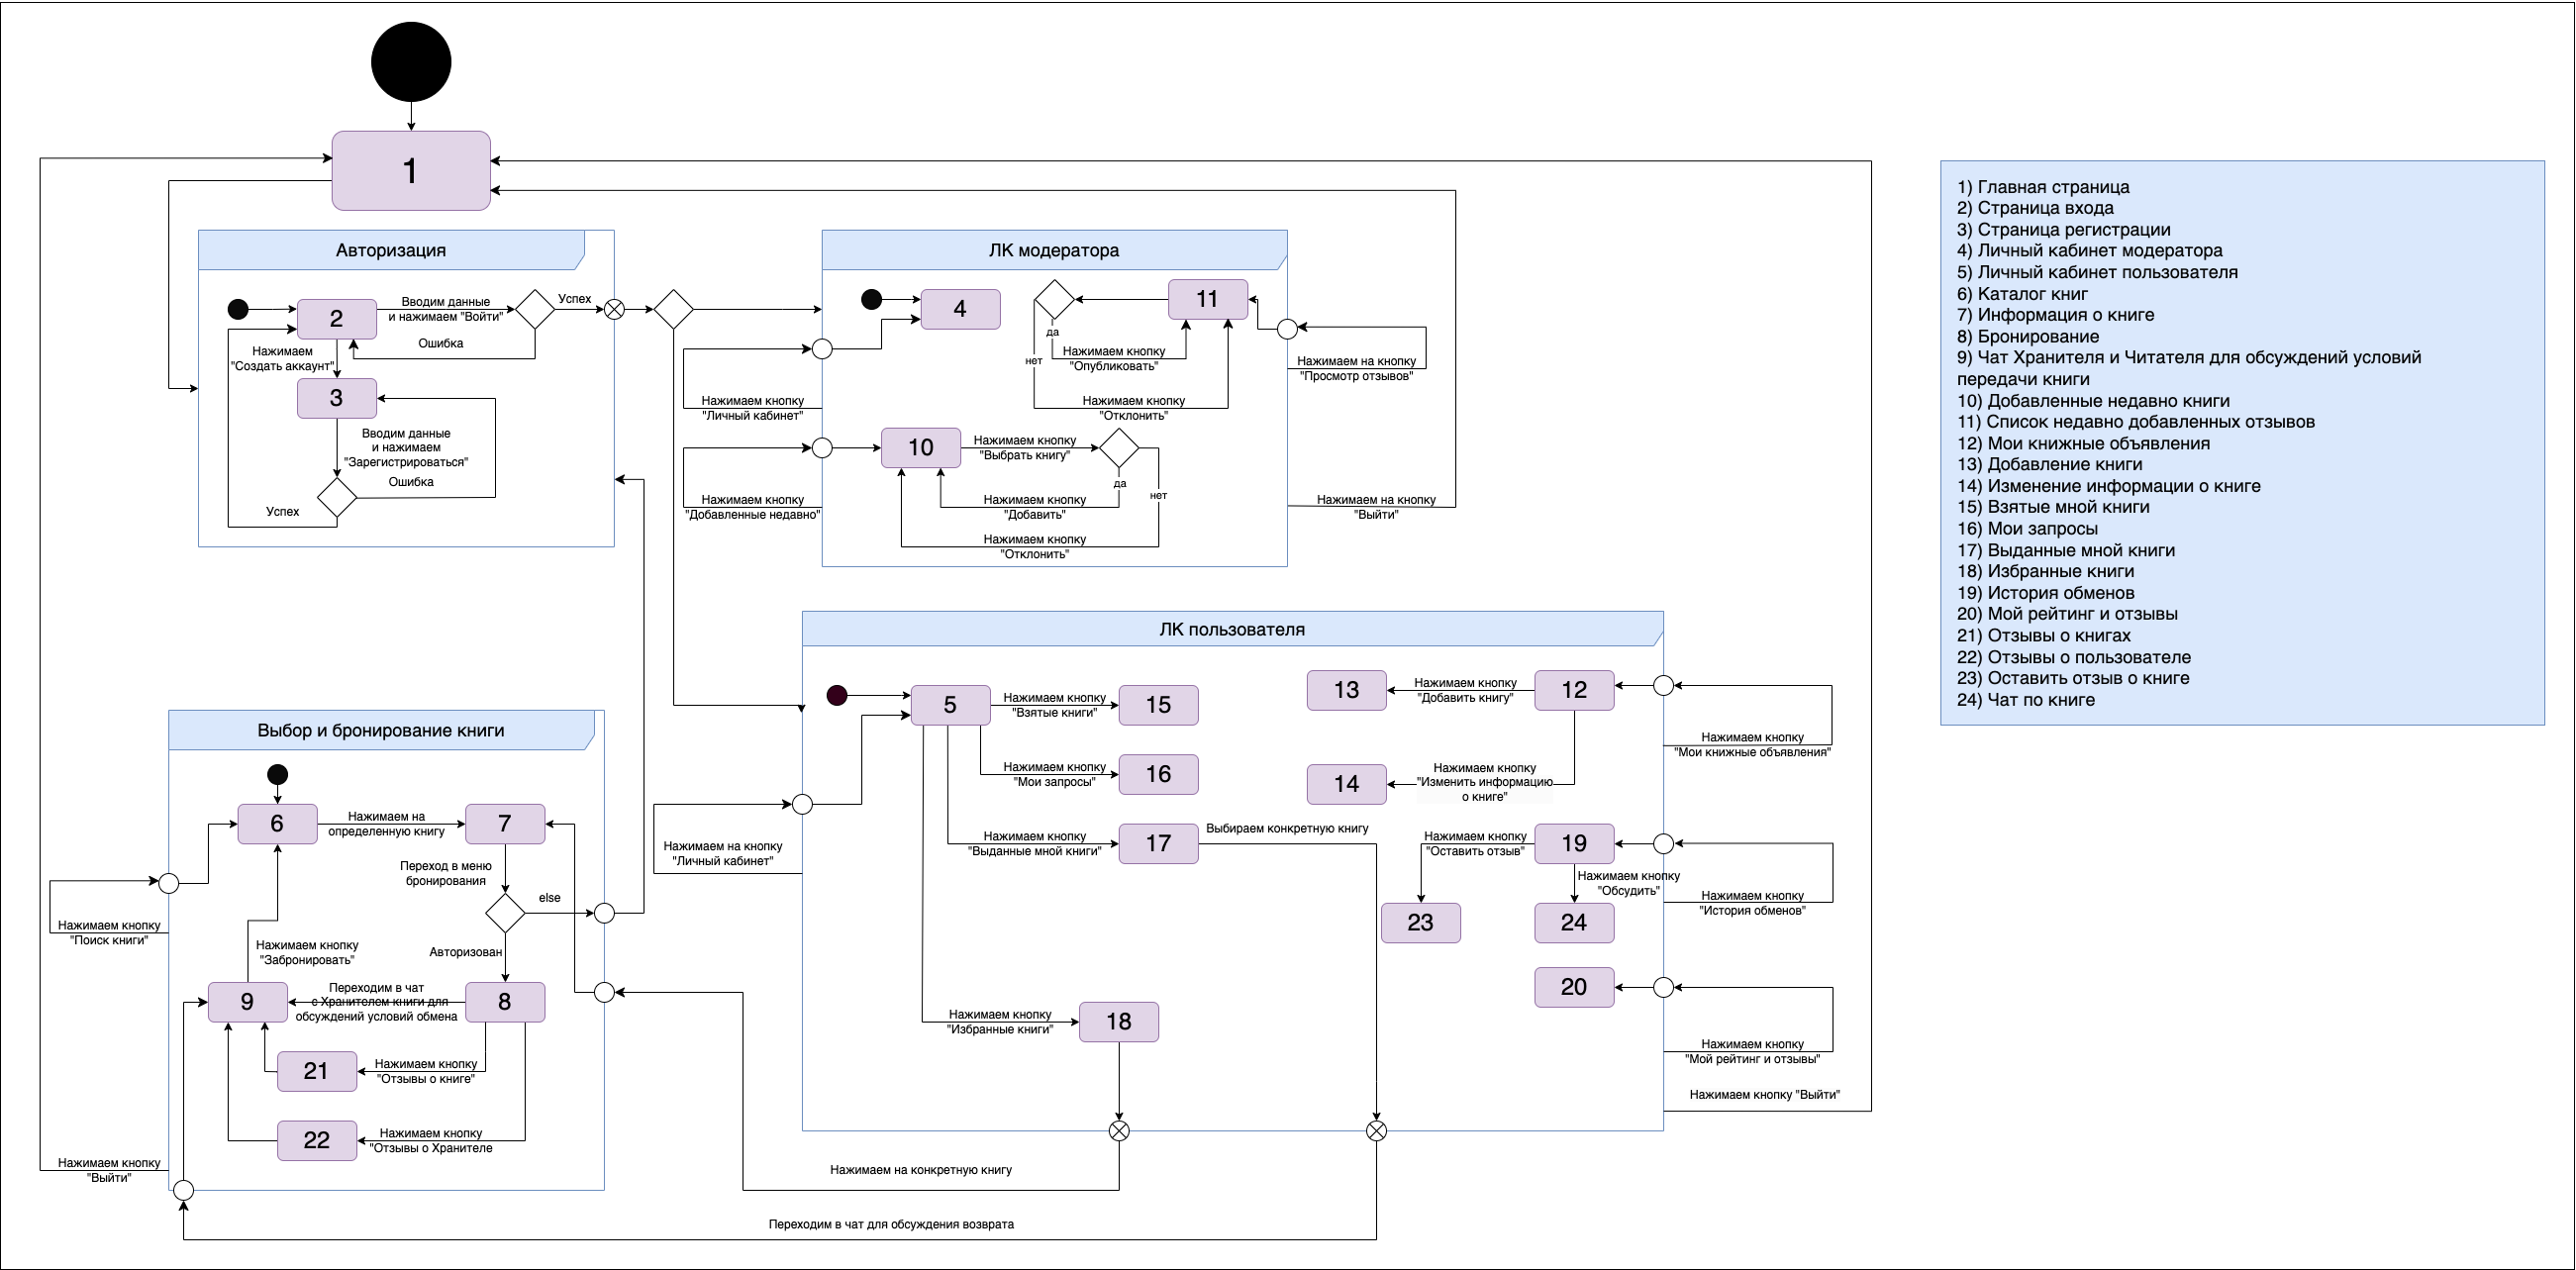 1
Авторизация
2
Вводим данные
и нажимаем "Войти"
Успех
Ошибка
Нажимаем
"Создать аккаунт"
3
Вводим данные
и нажимаем
"Зарегистрироваться"
Ошибка
Успех
ЛК модератора
4
11
да
нет
Нажимаем кнопку
"Опубликовать"
Нажимаем кнопку
"Отклонить"
Нажимаем на кнопку
"Просмотр отзывов"
Нажимаем кнопку
"Личный кабинет"
10
Нажимаем кнопку
"Выбрать книгу"
да
нет
Нажимаем кнопку
"Добавить"
Нажимаем кнопку
"Отклонить"
Нажимаем кнопку
"Добавленные недавно"
Нажимаем на кнопку
"Выйти"
1) Главная страница
2) Страница входа
3) Страница регистрации
4) Личный кабинет модератора
5) Личный кабинет пользователя
6) Каталог книг
7) Информация о книге
8) Бронирование
9) Чат Хранителя и Читателя для обсуждений условий
передачи книги
10) Добавленные недавно книги
11) Список недавно добавленных отзывов
12) Мои книжные объявления
13) Добавление книги
14) Изменение информации о книге
15) Взятые мной книги
16) Мои запросы
17) Выданные мной книги
18) Избранные книги
19) История обменов
20) Мой рейтинг и отзывы
21) Отзывы о книгах
22) Отзывы о пользователе
23) Оставить отзыв о книге
24) Чат по книге
ЛК пользователя
5
Нажимаем кнопку
"Взятые книги"
15
Нажимаем кнопку
"Мои запросы"
16
Нажимаем кнопку
"Выданные мной книги"
17
Выбираем конкретную книгу
Нажимаем кнопку
"Избранные книги"
18
13
Нажимаем кнопку
"Добавить книгу"
12
Нажимаем кнопку
"Мои книжные объявления"
14
Нажимаем кнопку
"Изменить информацию
о книге"
Нажимаем кнопку
"Оставить отзыв"
19
Нажимаем кнопку
"Обсудить"
23
24
Нажимаем кнопку
"История обменов"
20
Нажимаем кнопку
"Мой рейтинг и отзывы"
Нажимаем кнопку "Выйти"
Нажимаем на кнопку
"Личный кабинет"
Выбор и бронирование книги
6
Нажимаем на
определенную книгу
7
Переход в меню
бронирования
else
Авторизован
Нажимаем кнопку
"Поиск книги"
Нажимаем кнопку
"Забронировать"
9
Переходим в чат
с Хранителем книги для
обсуждений условий обмена
8
21
Нажимаем кнопку
"Отзывы о книге"
22
Нажимаем кнопку
"Отзывы о Хранителе
Нажимаем кнопку
"Выйти"
Нажимаем на конкретную книгу
Переходим в чат для обсуждения возврата